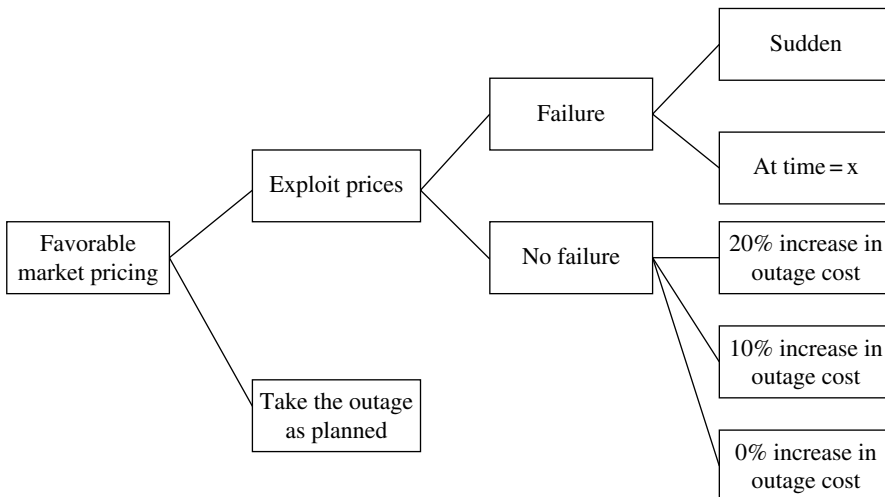 Favorable
market pricing
Exploit prices
Take the outage
as planned
Failure
No failure
Sudden
At time = x
20% increase in
outage cost
10% increase in
outage cost
0% increase in
outage cost